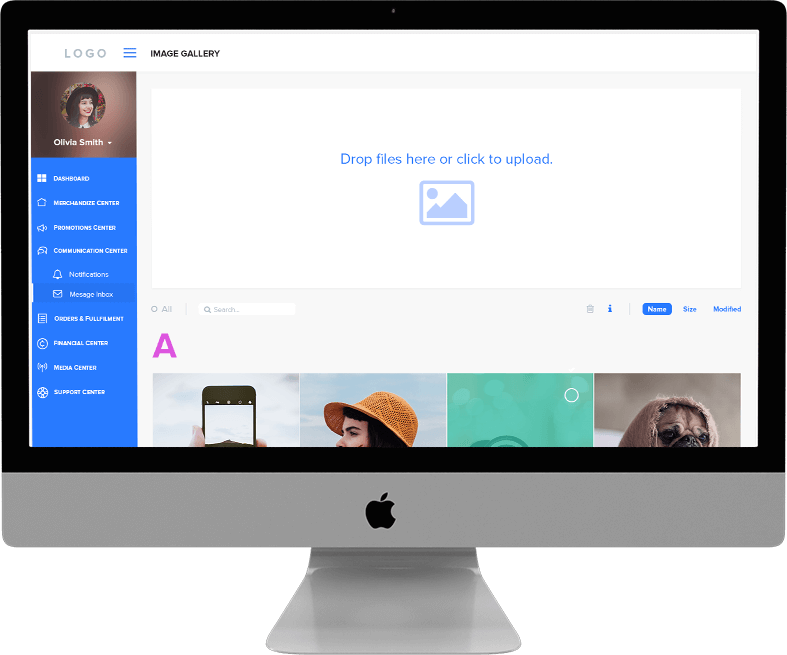 LOGO
IMAGE GALLERY
Olivia Smith
Drop files here or click to upload.
DASHBOARD
MERCHANDIZE CENTER
PROMOTIONS CENTER
COMMUNICATION CENTER
Notifications
Mesage Inbox
ORDERS & FULLFILMENT
FINANCIAL CENTER
MEDIA CENTER
SUPPORT CENTER
All
Search...
Name
Size
Modified
A